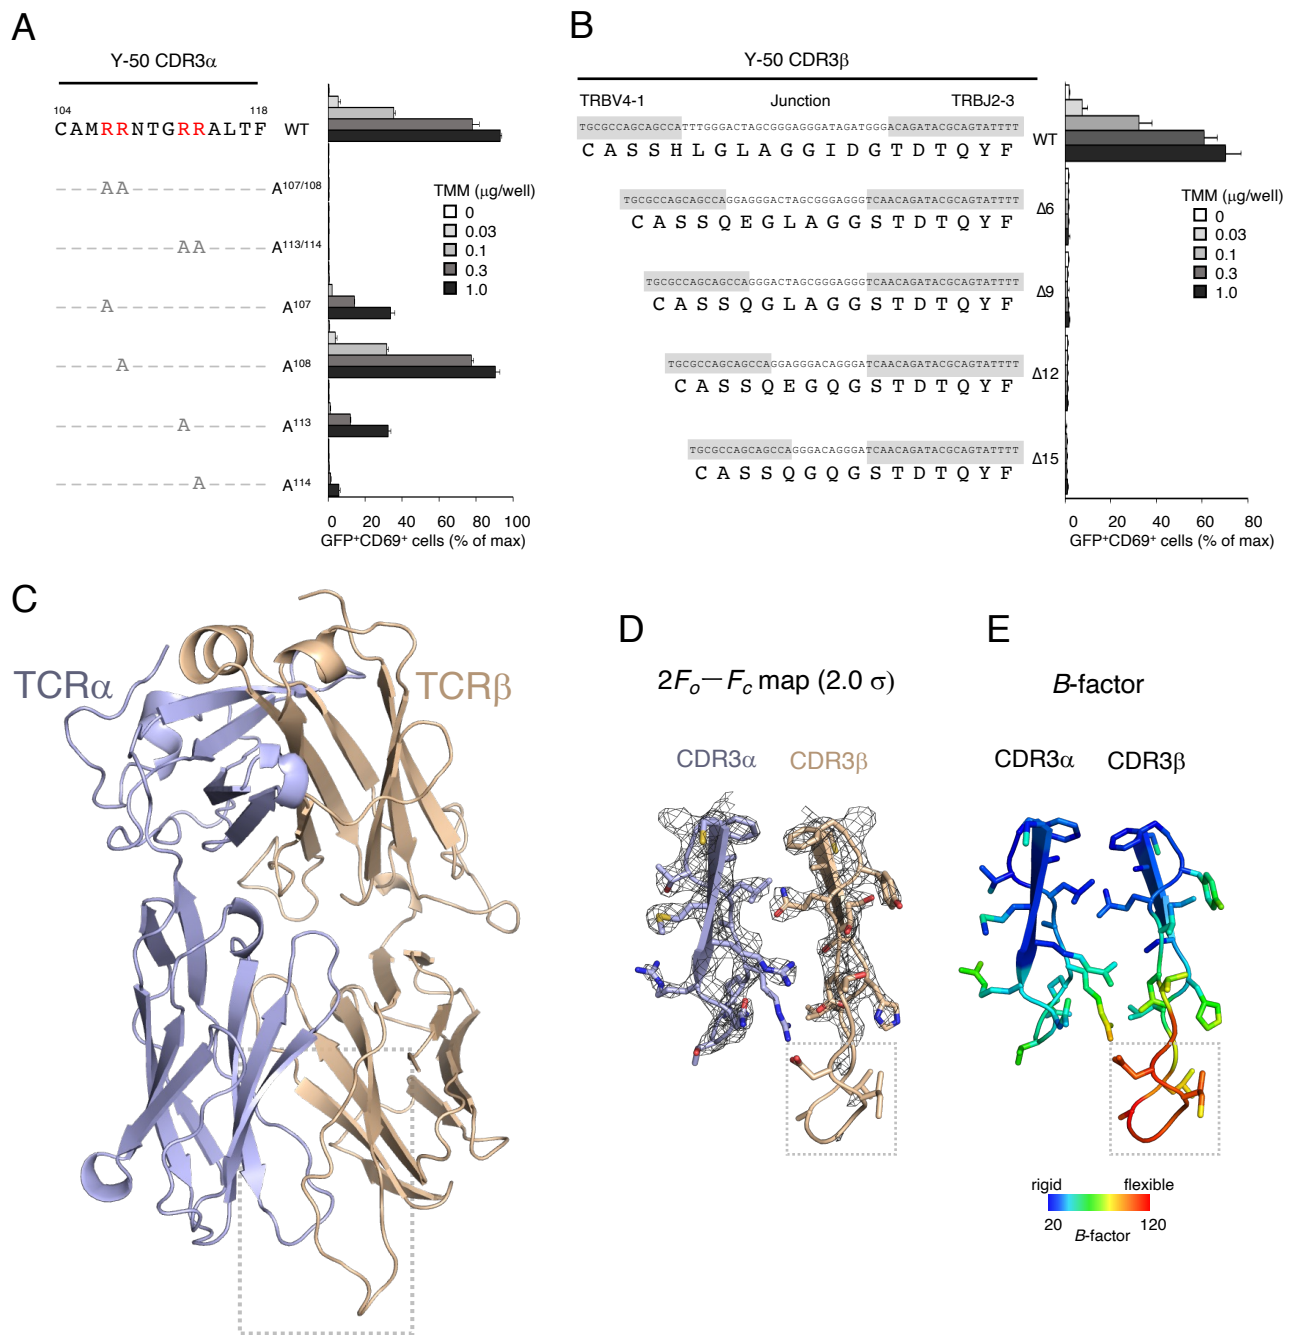 A
Y-50 CDR3α
104 118
CAMRRNTGRRALTF WT
AA A107/108
AA A113/114
A A107
A A108
A A113
A A114
TMM (μg/well)
0
0.03
0.1
0.3
1.0
0 20 40 60 80 100
GFP+CD69+ cells (% of max)
B
Y-50 CDR3β
TRBV4-1 Junction TRBJ2-3
TGCGCCAGCAGCCATTTGGGACTAGCGGGAGGGATAGATGGGACAGATACGCAGTATTTT
C A S S H L G L A G G I D G T D T Q Y F WT
TGCGCCAGCAGCCAGGAGGGACTAGCGGGAGGGTCAACAGATACGCAGTATTTT
C A S S Q E G L A G G S T D T Q Y F Δ6
TGCGCCAGCAGCCAGGGACTAGCGGGAGGGTCAACAGATACGCAGTATTTT
C A S S Q G L A G G S T D T Q Y F Δ9
TGCGCCAGCAGCCAGGAGGGACAGGGATCAACAGATACGCAGTATTTT
C A S S Q E G Q G S T D T Q Y F Δ12
TGCGCCAGCAGCCAGGGACAGGGATCAACAGATACGCAGTATTTT
C A S S Q G Q G S T D T Q Y F Δ15
TMM (μg/well)
0
0.03
0.1
0.3
1.0
0 20 40 60 80
GFP+CD69+ cells (% of max)
C
TCRα TCRβ
D
2Fo—Fc map (2.0 σ)
CDR3α CDR3β
E
B-factor
CDR3α CDR3β
rigid flexible
20 120
B-factor